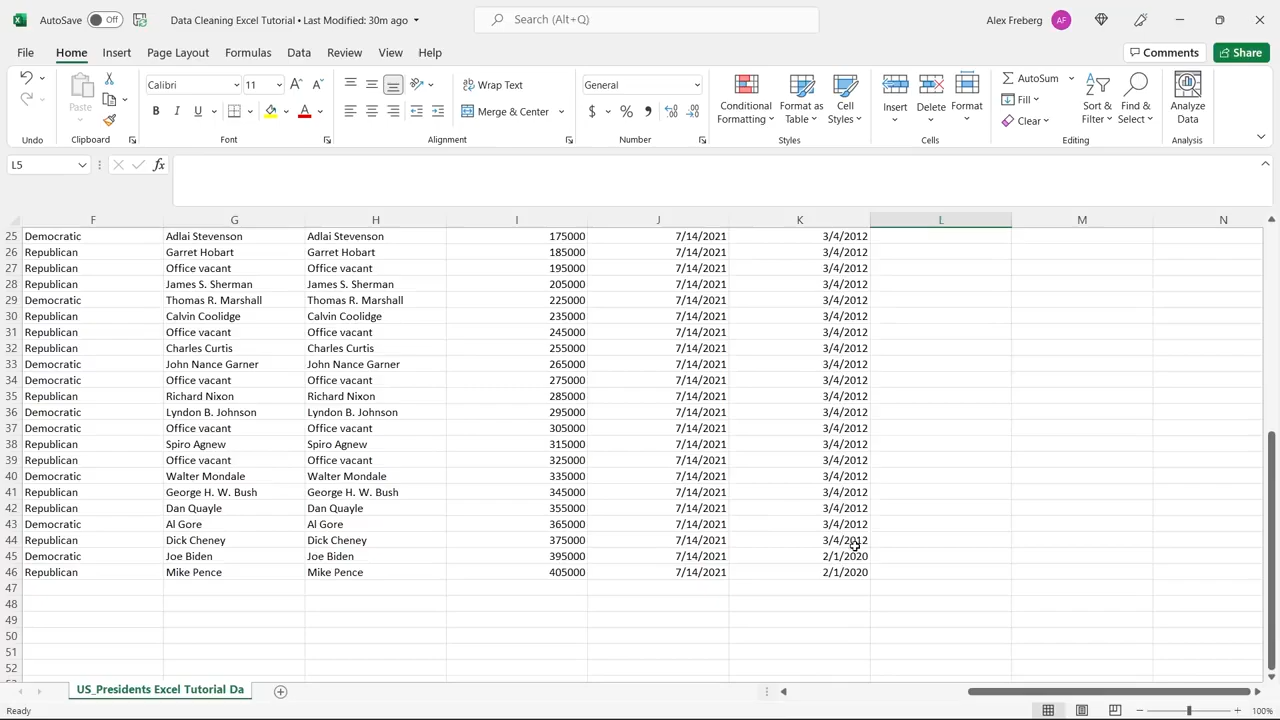 AutoSave Off Data Cleaning Excel Tutorial • Last Modified: 30m ago Search (Alt+Q) Alex Freberg AF
File Home Insert Page Layout Formulas Data Review View Help Comments Share
Paste Calibri 11 Wrap Text General Conditional Formatting Format as Table Cell Styles Insert Delete Format AutoSum Sort & Filter Find & Select Analyze Data
B I U A Merge & Center $ % Fill
Clear
Undo Clipboard Font Alignment Number Styles Cells Editing Analysis
L5 fx
F G H I J K L M N
25 Democratic Adlai Stevenson Adlai Stevenson 175000 7/14/2021 3/4/2012
26 Republican Garret Hobart Garret Hobart 185000 7/14/2021 3/4/2012
27 Republican Office vacant Office vacant 195000 7/14/2021 3/4/2012
28 Republican James S. Sherman James S. Sherman 205000 7/14/2021 3/4/2012
29 Democratic Thomas R. Marshall Thomas R. Marshall 225000 7/14/2021 3/4/2012
30 Republican Calvin Coolidge Calvin Coolidge 235000 7/14/2021 3/4/2012
31 Republican Office vacant Office vacant 245000 7/14/2021 3/4/2012
32 Republican Charles Curtis Charles Curtis 255000 7/14/2021 3/4/2012
33 Democratic John Nance Garner John Nance Garner 265000 7/14/2021 3/4/2012
34 Democratic Office vacant Office vacant 275000 7/14/2021 3/4/2012
35 Republican Richard Nixon Richard Nixon 285000 7/14/2021 3/4/2012
36 Democratic Lyndon B. Johnson Lyndon B. Johnson 295000 7/14/2021 3/4/2012
37 Democratic Office vacant Office vacant 305000 7/14/2021 3/4/2012
38 Republican Spiro Agnew Spiro Agnew 315000 7/14/2021 3/4/2012
39 Republican Office vacant Office vacant 325000 7/14/2021 3/4/2012
40 Democratic Walter Mondale Walter Mondale 335000 7/14/2021 3/4/2012
41 Republican George H. W. Bush George H. W. Bush 345000 7/14/2021 3/4/2012
42 Republican Dan Quayle Dan Quayle 355000 7/14/2021 3/4/2012
43 Democratic Al Gore Al Gore 365000 7/14/2021 3/4/2012
44 Republican Dick Cheney Dick Cheney 375000 7/14/2021 3/4/2012
45 Democratic Joe Biden Joe Biden 395000 7/14/2021 2/1/2020
46 Republican Mike Pence Mike Pence 405000 7/14/2021 2/1/2020
47
48
49
50
51
52
US_Presidents Excel Tutorial Da
Ready 100%